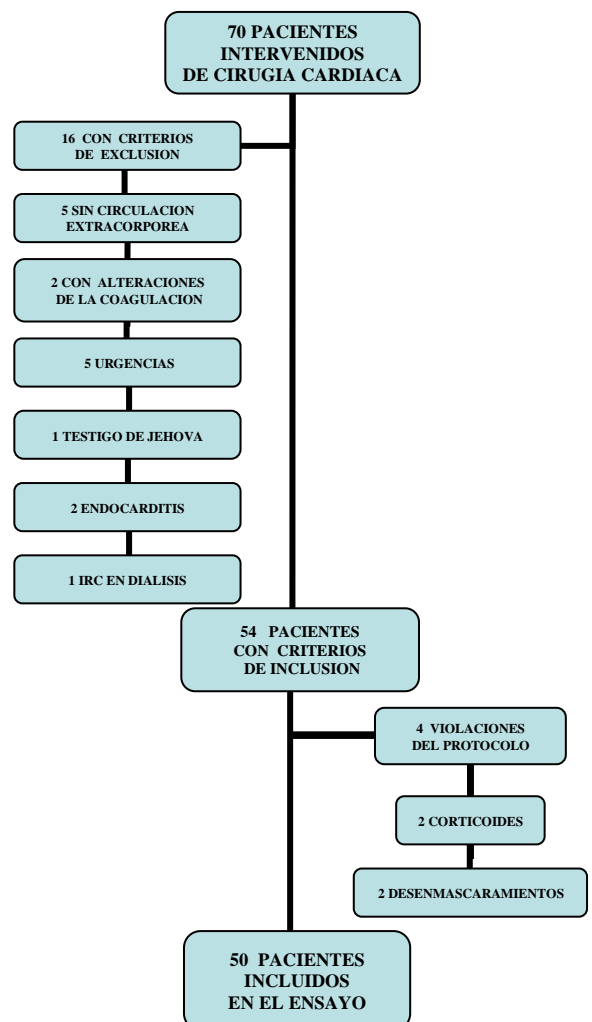 70 PACIENTES
INTERVENIDOS
DE CIRUGIA CARDIACA
16 CON CRITERIOS
DE EXCLUSION
5 SIN CIRCULACION
EXTRACORPOREA
2 CON ALTERACIONES
DE LA COAGULACION
5 URGENCIAS
1 TESTIGO DE JEHOVA
2 ENDOCARDITIS
1 IRC EN DIALISIS
54 PACIENTES
CON CRITERIOS
DE INCLUSION
4 VIOLACIONES
DEL PROTOCOLO
2 CORTICOIDES
2 DESENMASCARAMIENTOS
50 PACIENTES
INCLUIDOS
EN EL ENSAYO